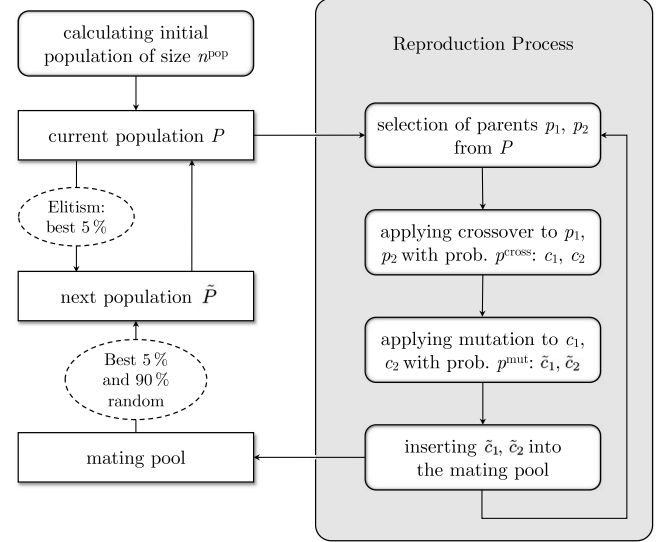 calculating initial
population of size n^pop
current population P
Elitism:
best 5 %
next population P̃
Best 5 %
and 90 %
random
mating pool
Reproduction Process
selection of parents p₁, p₂
from P
applying crossover to p₁,
p₂ with prob. p^cross: c₁, c₂
applying mutation to c₁,
c₂ with prob. p^mut: c̃₁, c̃₂
inserting c̃₁, c̃₂ into
the mating pool